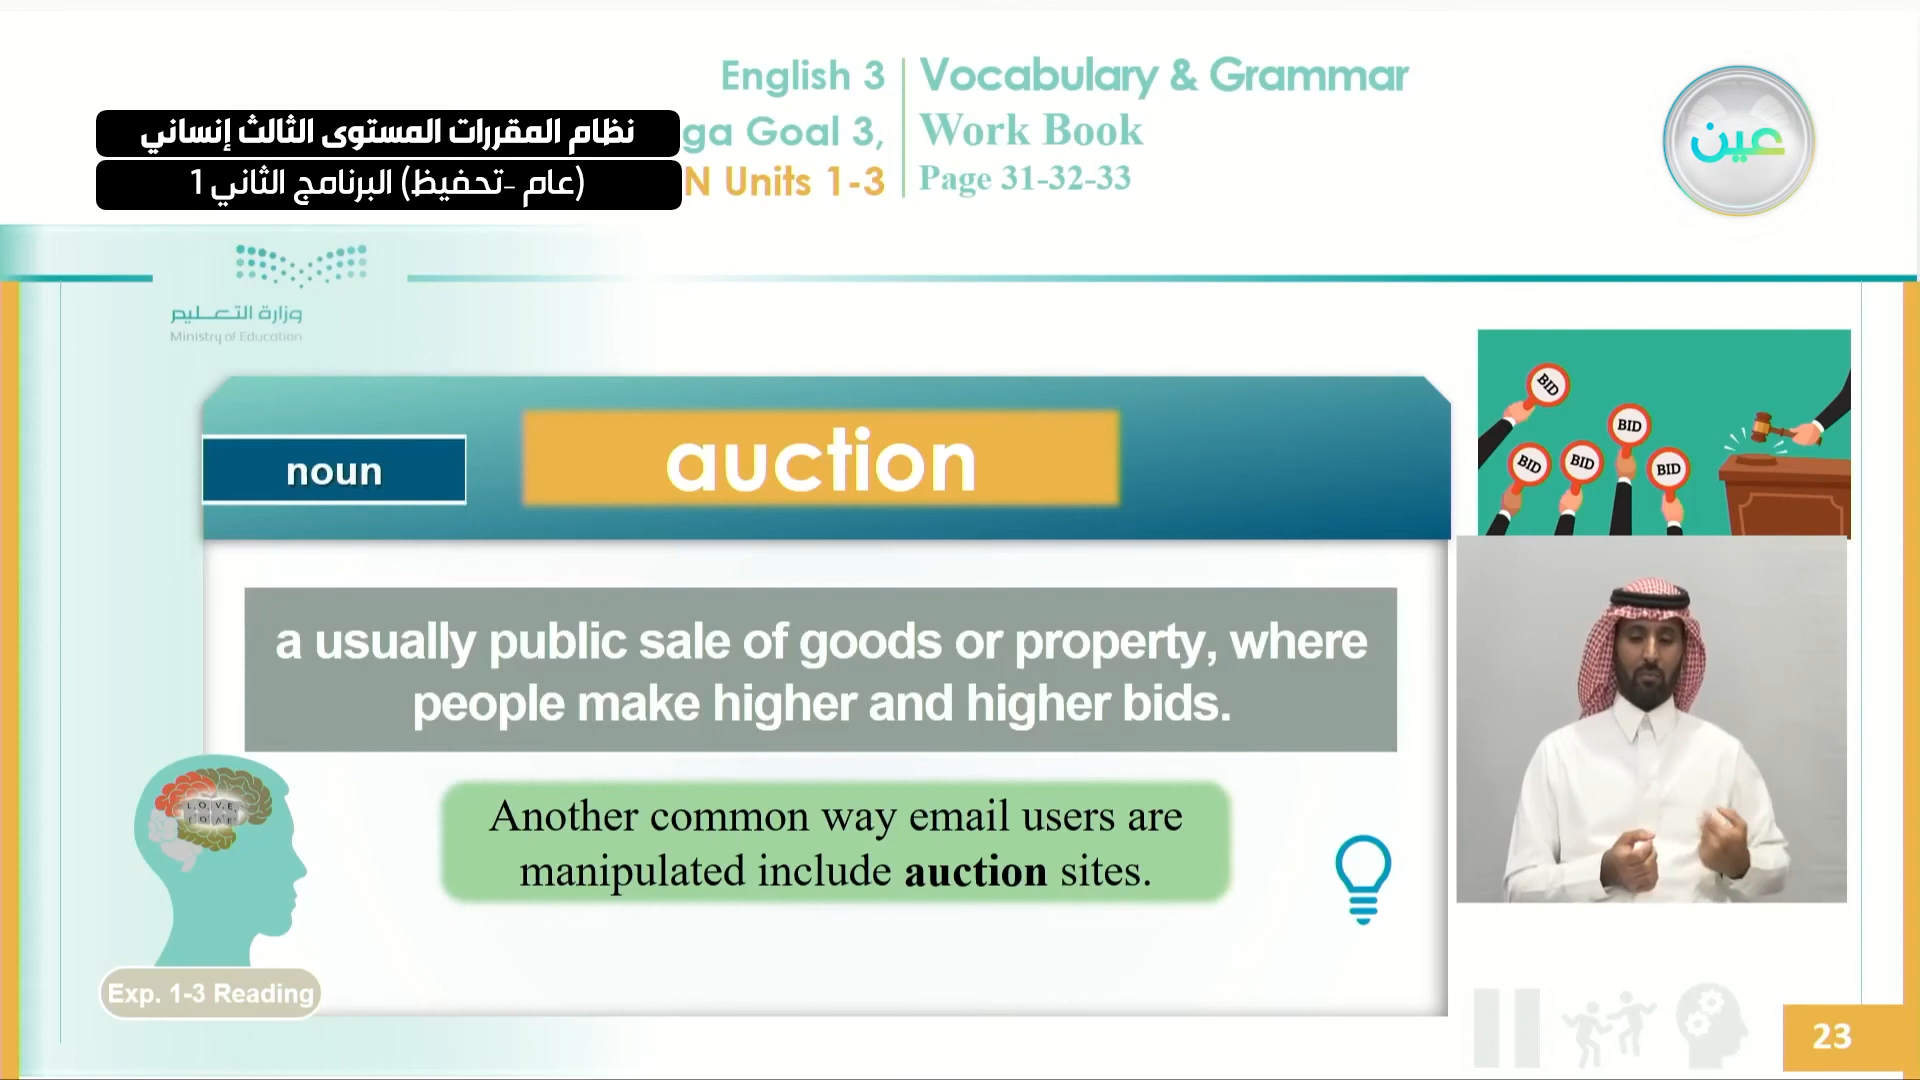 English 3
Vocabulary & Grammar
نظام المقررات المستوى الثالث إنساني
ga Goal 3,
Work Book
(عام -تحفيظ) البرنامج الثاني 1
N Units 1-3
Page 31-32-33
عين
وزارة التعليم
Ministry of Education
noun
auction
BID
BID
BID
BID
BID
a usually public sale of goods or property, where
people make higher and higher bids.
Another common way email users are
manipulated include auction sites.
LOVE
Exp. 1-3 Reading
23